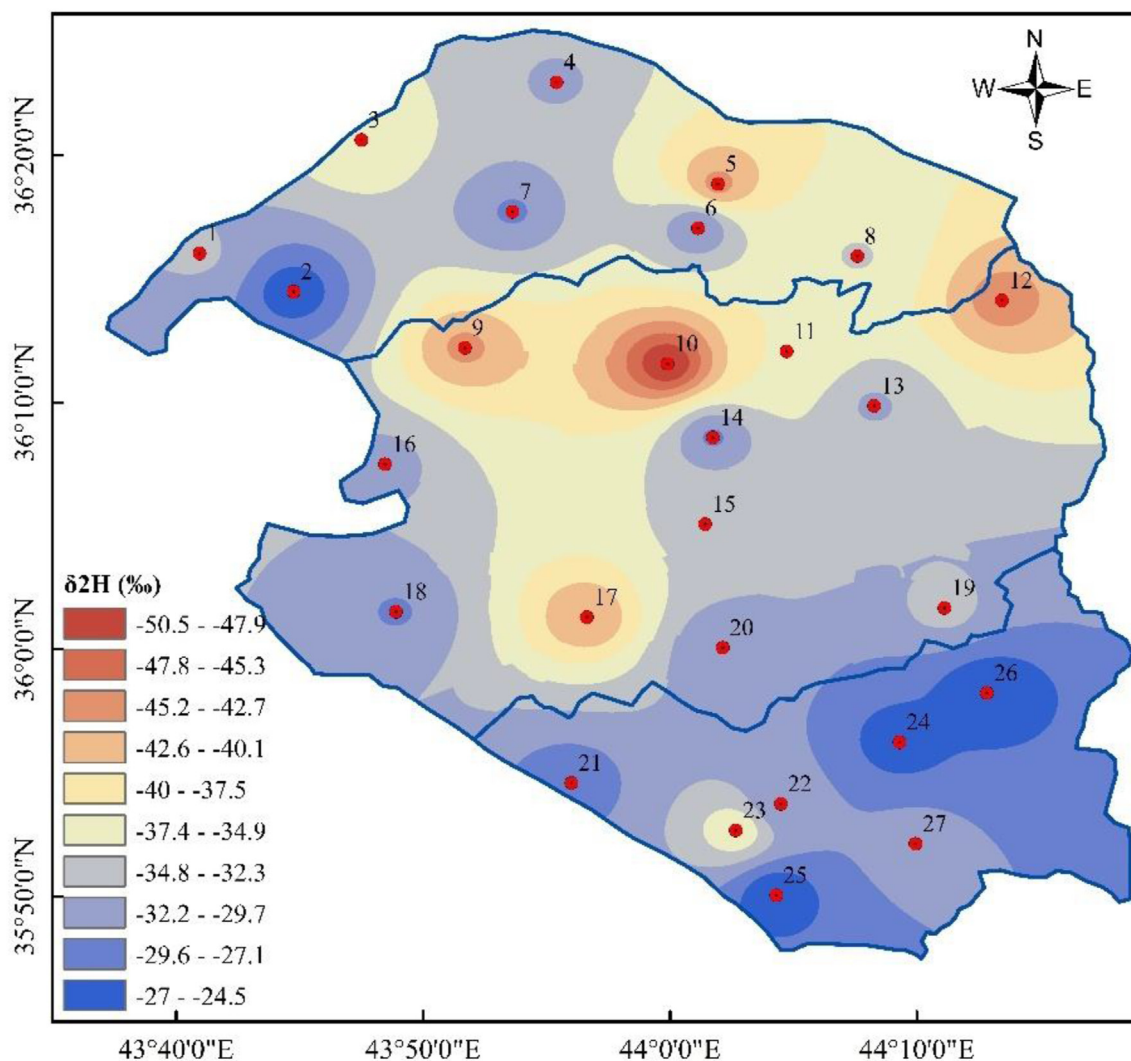 N
W E
S
36°20'0"N
36°10'0"N
36°0'0"N
35°50'0"N
4
3
5
7
6
1
8
2
12
9
11
10
13
14
16
15
19
18
17
20
26
24
21
22
23
27
25
δ2H (‰)
-50.5 - -47.9
-47.8 - -45.3
-45.2 - -42.7
-42.6 - -40.1
-40 - -37.5
-37.4 - -34.9
-34.8 - -32.3
-32.2 - -29.7
-29.6 - -27.1
-27 - -24.5
43°40'0"E 43°50'0"E 44°0'0"E 44°10'0"E